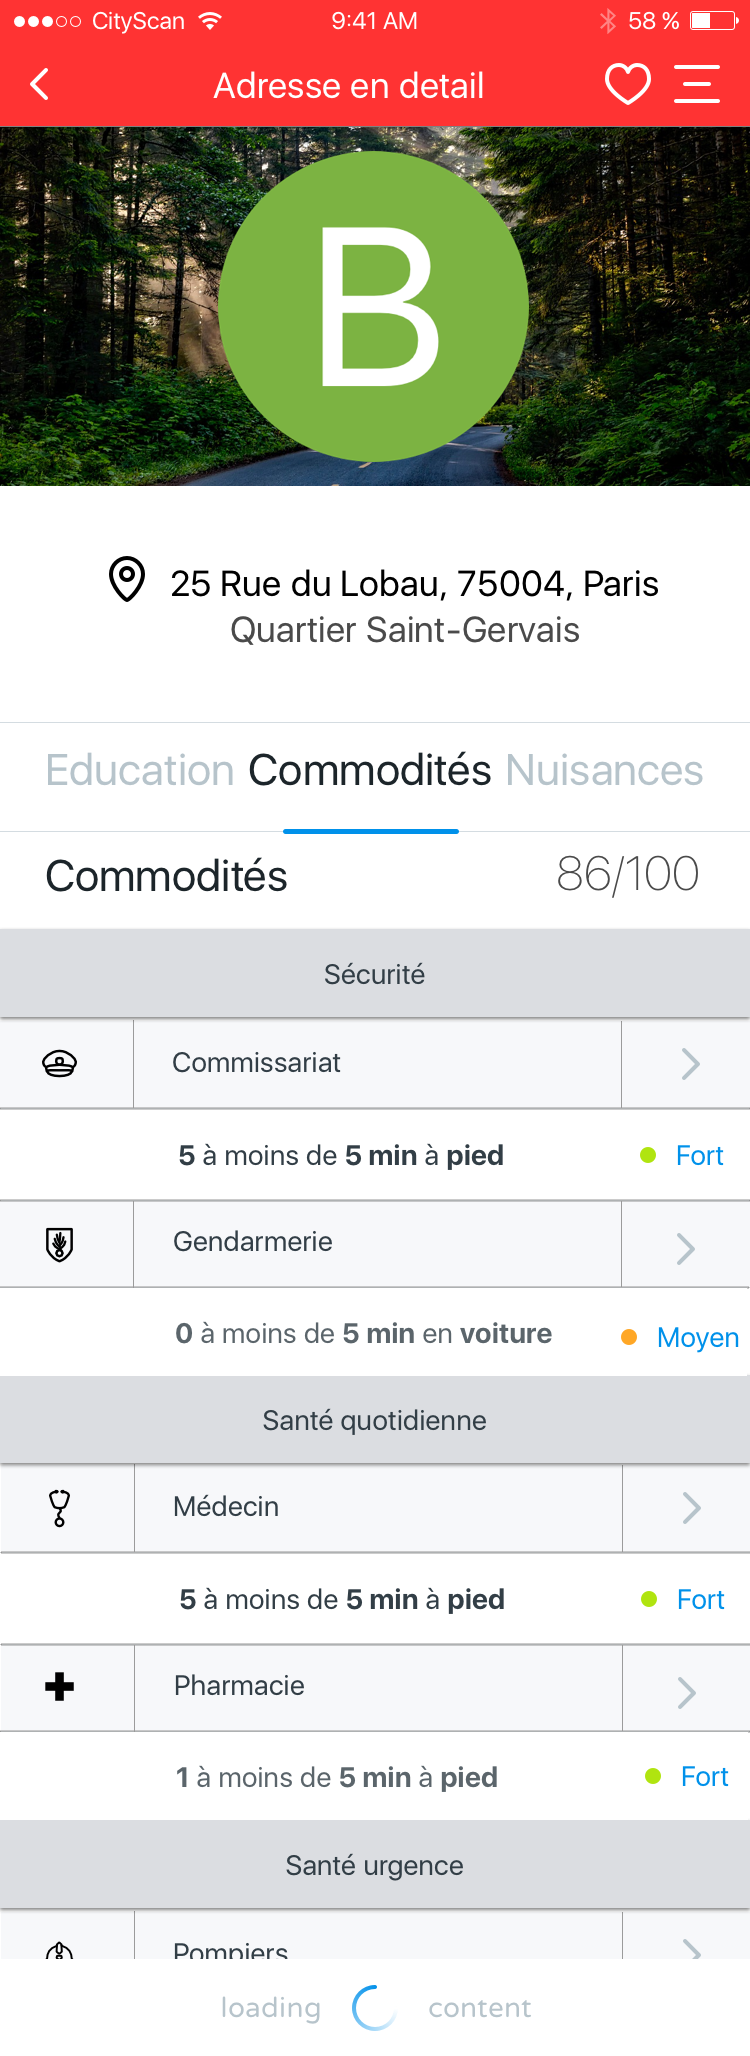 CityScan 9:41 AM 58 %
Adresse en detail
B
25 Rue du Lobau, 75004, Paris
Quartier Saint-Gervais
Education Commodités Nuisances
Commodités 86/100
Sécurité
Commissariat
5 à moins de 5 min à pied Fort
Gendarmerie
0 à moins de 5 min en voiture Moyen
Santé quotidienne
Médecin
5 à moins de 5 min à pied Fort
Pharmacie
1 à moins de 5 min à pied Fort
Santé urgence
Pompiers
loading content